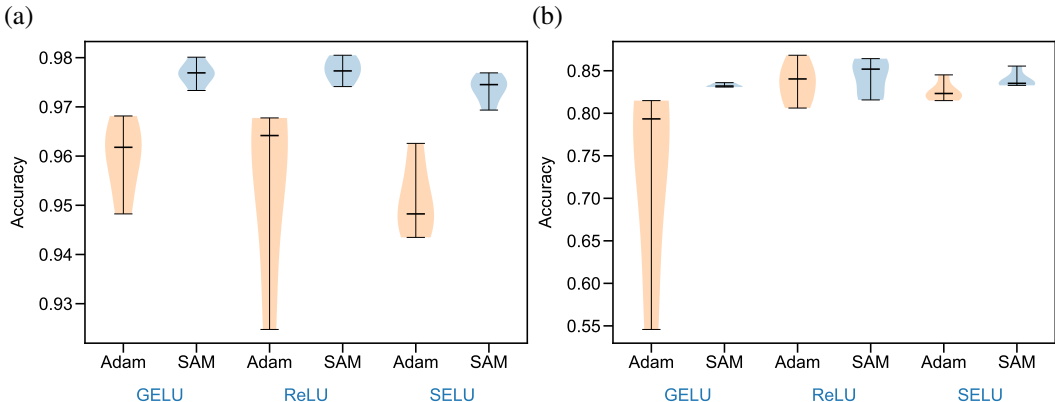 (a)
Accuracy
0.98
0.97
0.96
0.95
0.94
0.93
Adam SAM Adam SAM Adam SAM
GELU ReLU SELU
(b)
Accuracy
0.85
0.80
0.75
0.70
0.65
0.60
0.55
Adam SAM Adam SAM Adam SAM
GELU ReLU SELU